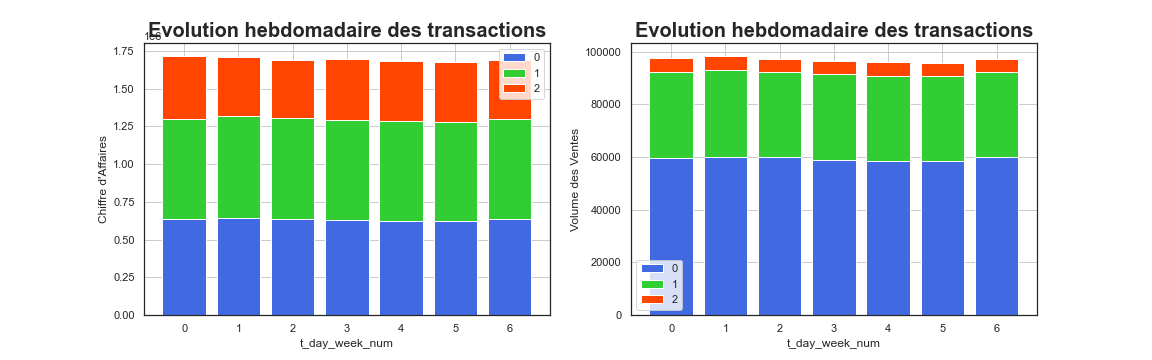 Evolution hebdomadaire des transactions
1e6
1.75
1.50
1.25
1.00
0.75
0.50
0.25
0.00
Chiffre d'Affaires
0 1 2 3 4 5 6
t_day_week_num
0
1
2
Evolution hebdomadaire des transactions
100000
80000
60000
40000
20000
0
Volume des Ventes
0 1 2 3 4 5 6
t_day_week_num
0
1
2